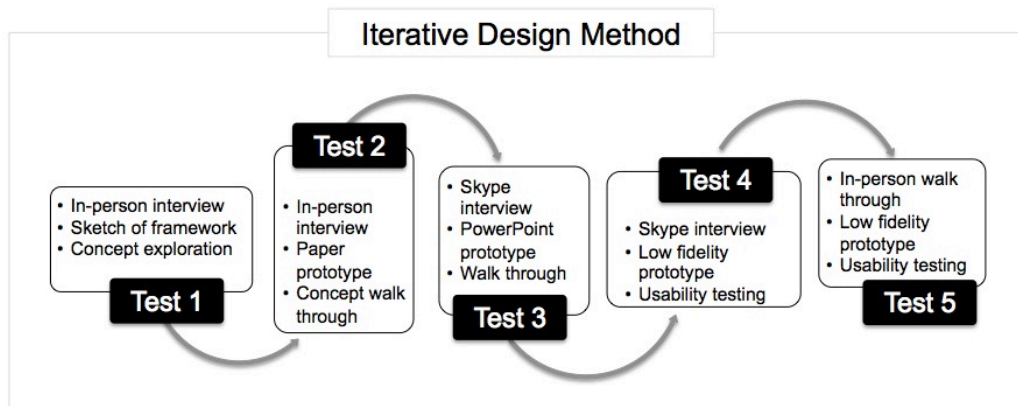 Iterative Design Method
• In-person interview
• Sketch of framework
• Concept exploration
Test 1
Test 2
• In-person
interview
• Paper
prototype
• Concept walk
through
• Skype
interview
• PowerPoint
prototype
• Walk through
Test 3
Test 4
• Skype interview
• Low fidelity
prototype
• Usability testing
• In-person walk
through
• Low fidelity
prototype
• Usability testing
Test 5